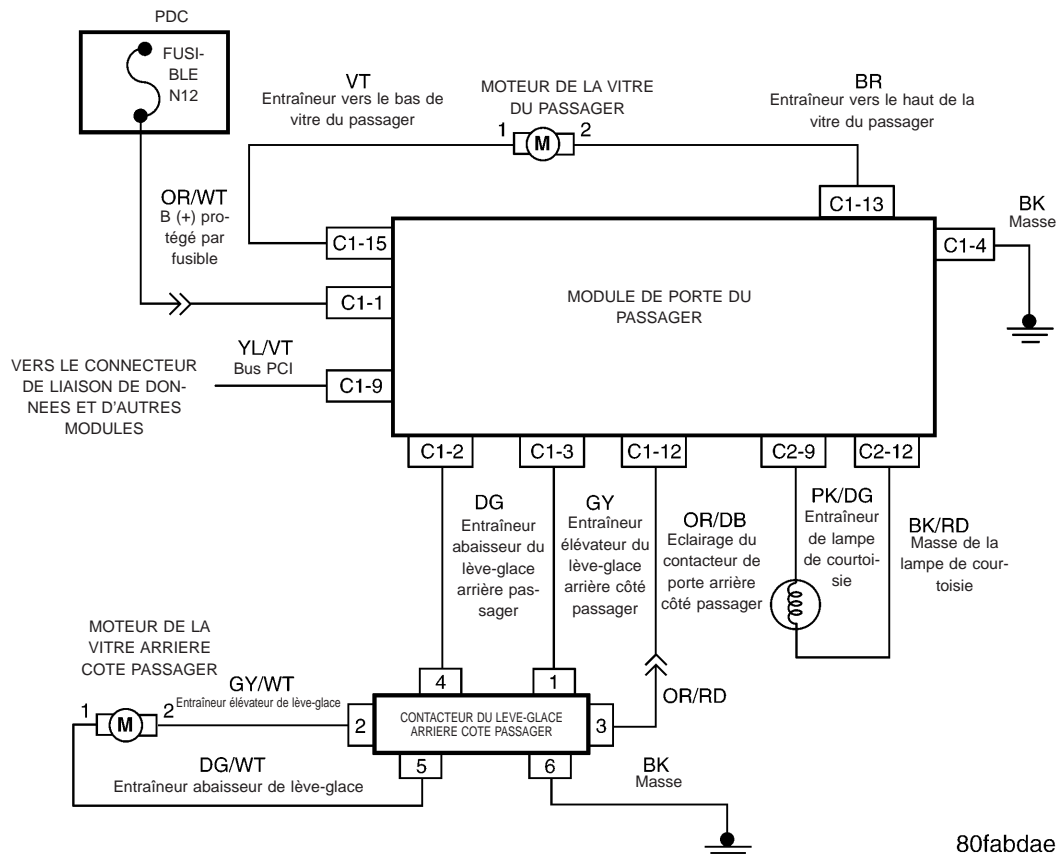 PDC
FUSI-
BLE
N12
VT
Entraîneur vers le bas de
vitre du passager
MOTEUR DE LA VITRE
DU PASSAGER
1
M
2
BR
Entraîneur vers le haut de la
vitre du passager
OR/WT
B (+) pro-
tégé par
fusible
C1-13
BK
Masse
C1-15
C1-4
C1-1
MODULE DE PORTE DU
PASSAGER
VERS LE CONNECTEUR
DE LIAISON DE DON-
NEES ET D'AUTRES
MODULES
YL/VT
Bus PCI
C1-9
C1-2
C1-3
C1-12
C2-9
C2-12
DG
Entraîneur
abaisseur du
lève-glace
arrière pas-
sager
GY
Entraîneur
élévateur du
lève-glace
arrière côté
passager
OR/DB
Eclairage du
contacteur de
porte arrière
côté passager
PK/DG
Entraîneur
de lampe
de courtoi-
sie
BK/RD
Masse de la
lampe de cour-
toisie
MOTEUR DE LA
VITRE ARRIERE
COTE PASSAGER
1
M
2
GY/WT
Entraîneur élévateur de lève-glace
4
1
OR/RD
2
CONTACTEUR DU LEVE-GLACE
ARRIERE COTE PASSAGER
3
DG/WT
Entraîneur abaisseur de lève-glace
5
6
BK
Masse
80fabdae